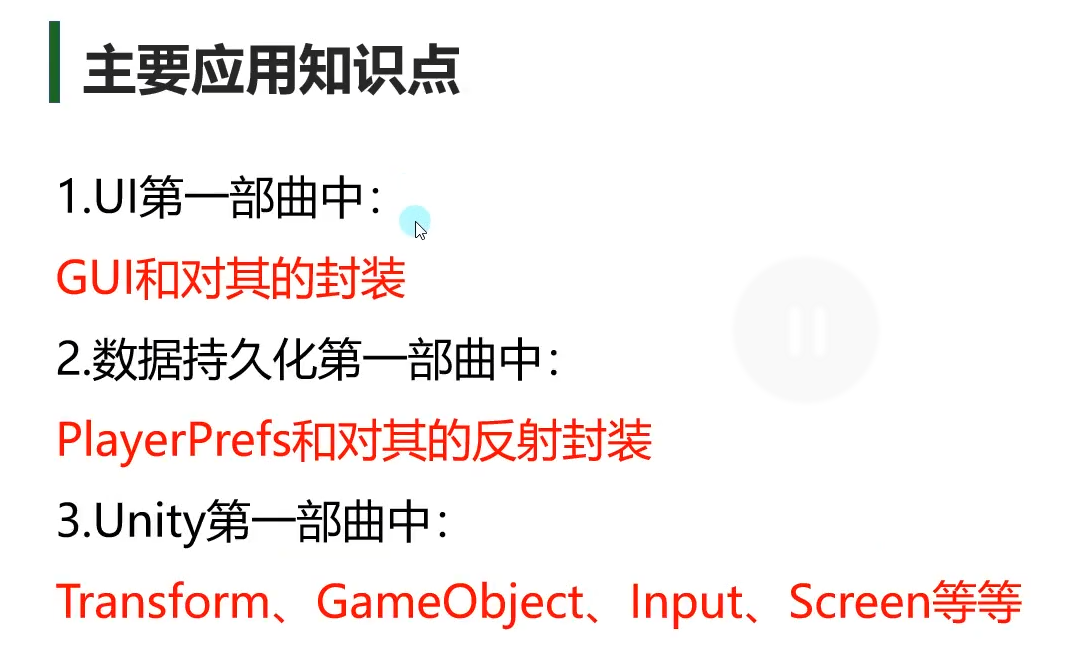 主要应用知识点
1.UI第一部曲中：
GUI和对其的封装
2.数据持久化第一部曲中：
PlayerPrefs和对其的反射封装
3.Unity第一部曲中：
Transform、GameObject、Input、Screen等等